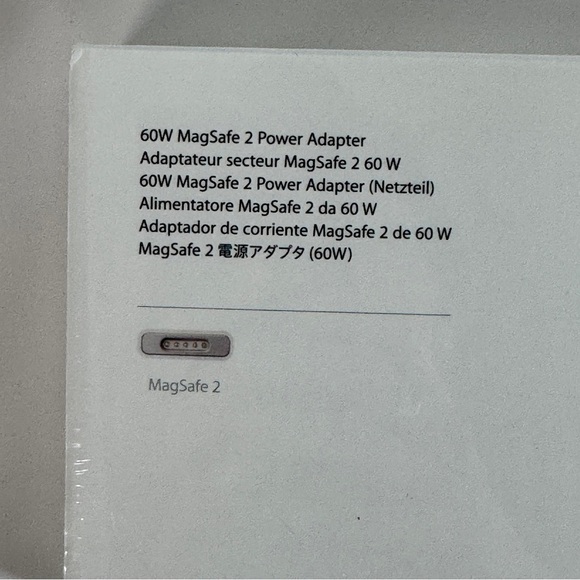 60W MagSafe 2 Power Adapter
Adaptateur secteur MagSafe 2 60 W
60W MagSafe 2 Power Adapter (Netzteil)
Alimentatore MagSafe 2 da 60 W
Adaptador de corriente MagSafe 2 de 60 W
MagSafe 2 電源アダプタ (60W)
MagSafe 2